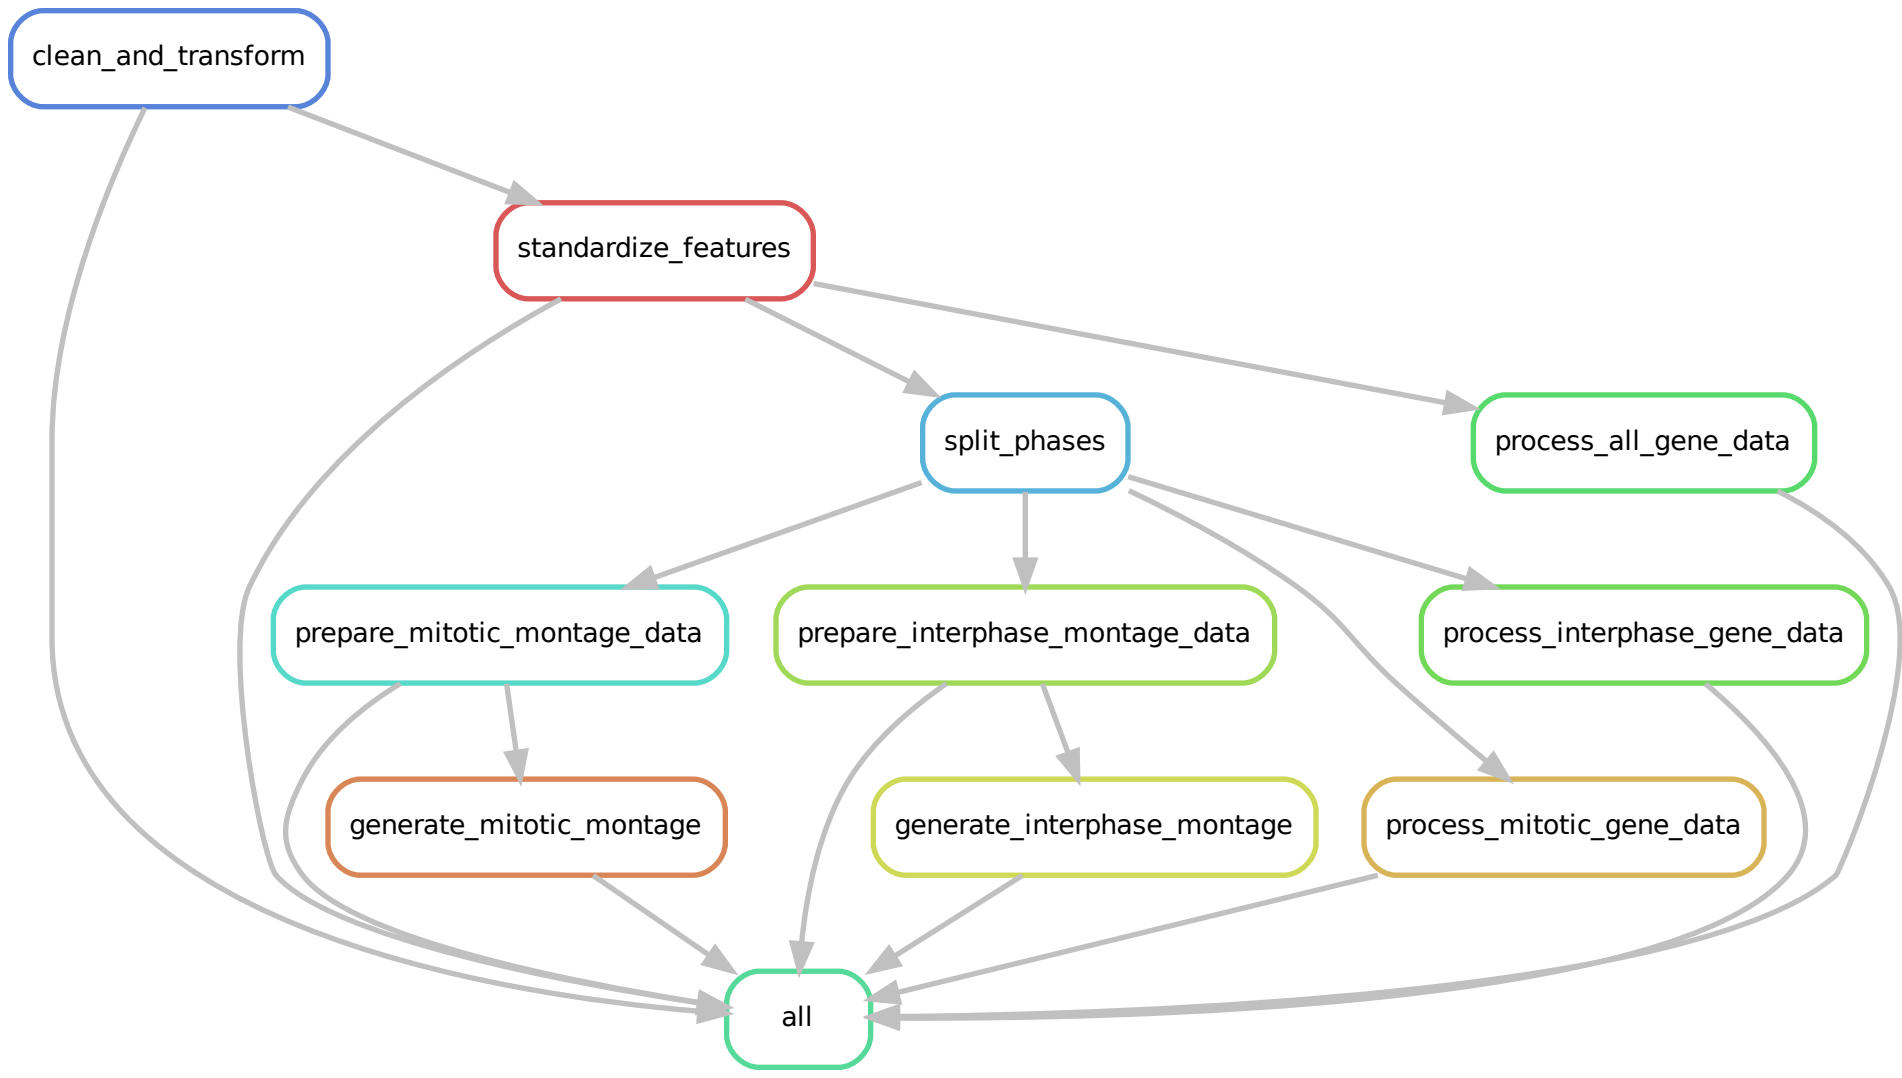 clean_and_transform
standardize_features
split_phases
process_all_gene_data
prepare_mitotic_montage_data
prepare_interphase_montage_data
process_interphase_gene_data
generate_mitotic_montage
generate_interphase_montage
process_mitotic_gene_data
all